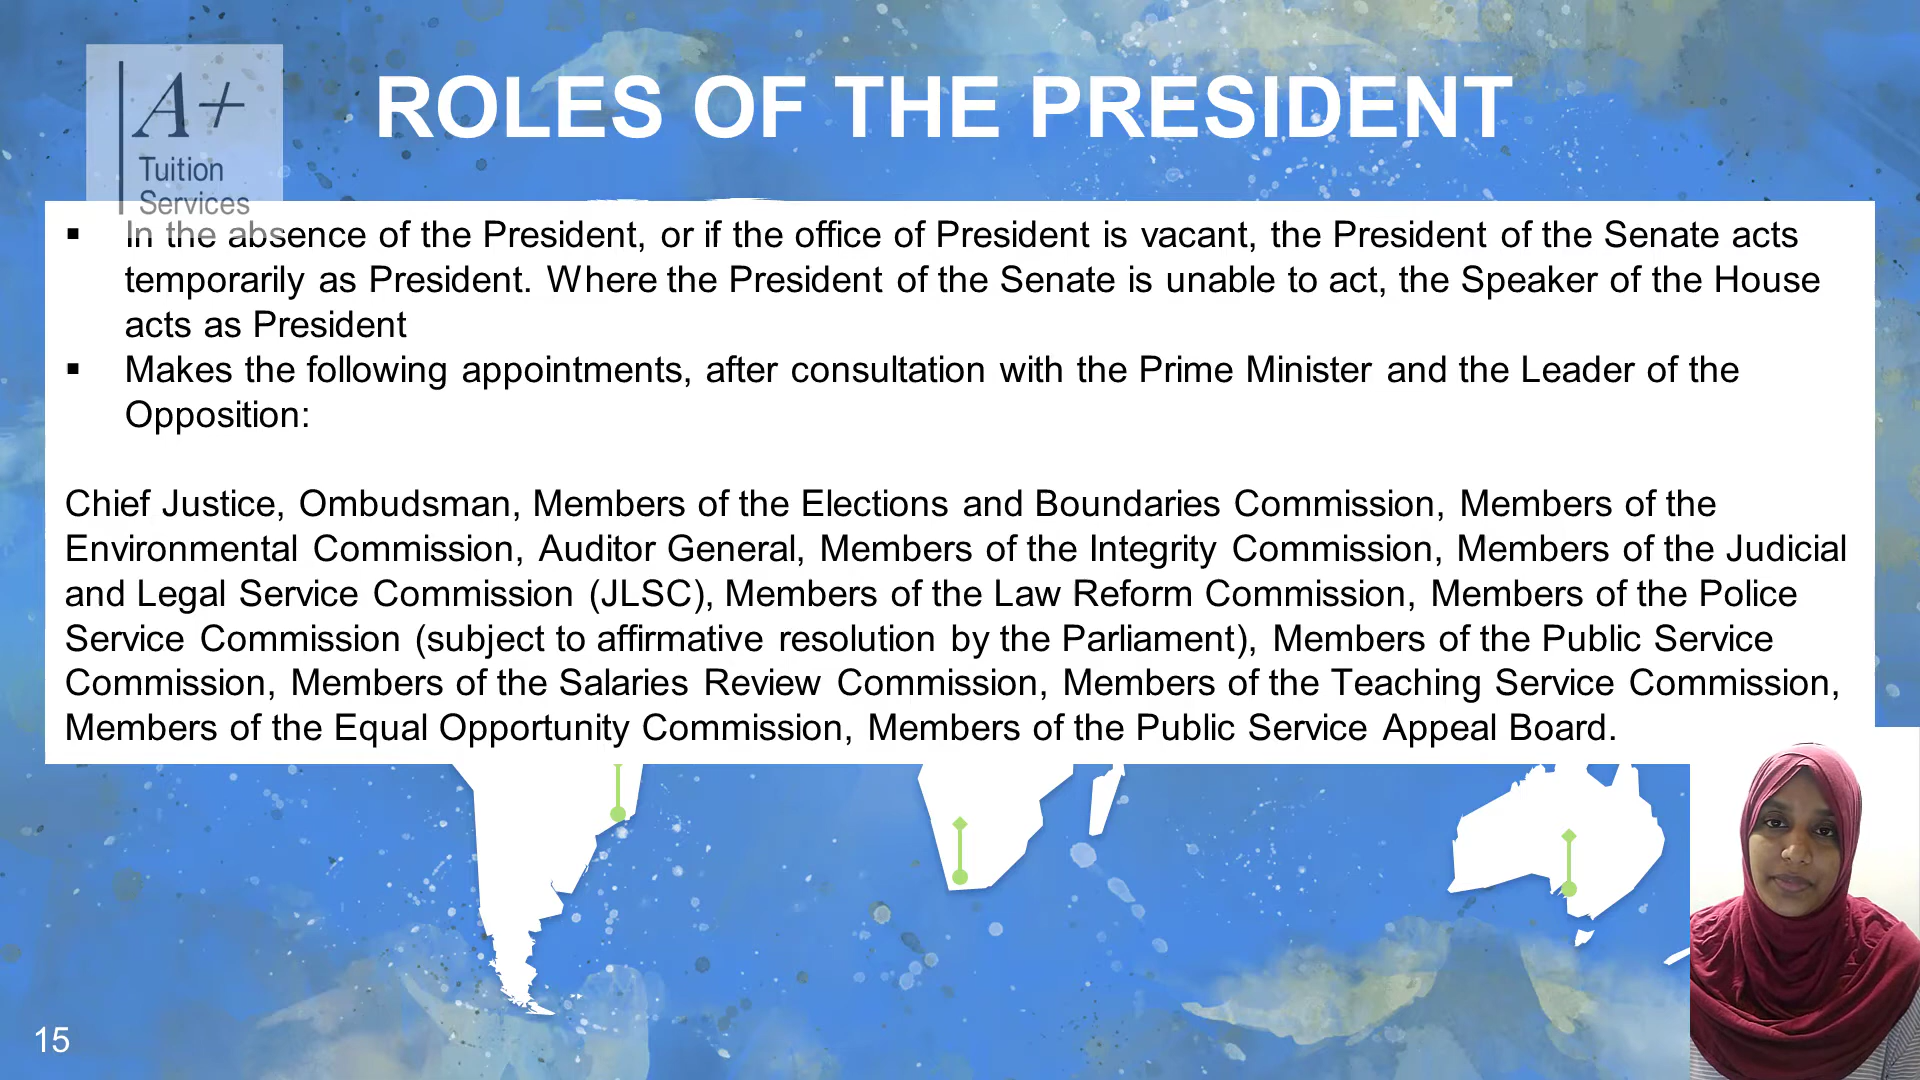 A+
Tuition
Services
ROLES OF THE PRESIDENT
▪ In the absence of the President, or if the office of President is vacant, the President of the Senate acts
temporarily as President. Where the President of the Senate is unable to act, the Speaker of the House
acts as President
▪ Makes the following appointments, after consultation with the Prime Minister and the Leader of the
Opposition:
Chief Justice, Ombudsman, Members of the Elections and Boundaries Commission, Members of the
Environmental Commission, Auditor General, Members of the Integrity Commission, Members of the Judicial
and Legal Service Commission (JLSC), Members of the Law Reform Commission, Members of the Police
Service Commission (subject to affirmative resolution by the Parliament), Members of the Public Service
Commission, Members of the Salaries Review Commission, Members of the Teaching Service Commission,
Members of the Equal Opportunity Commission, Members of the Public Service Appeal Board.
15